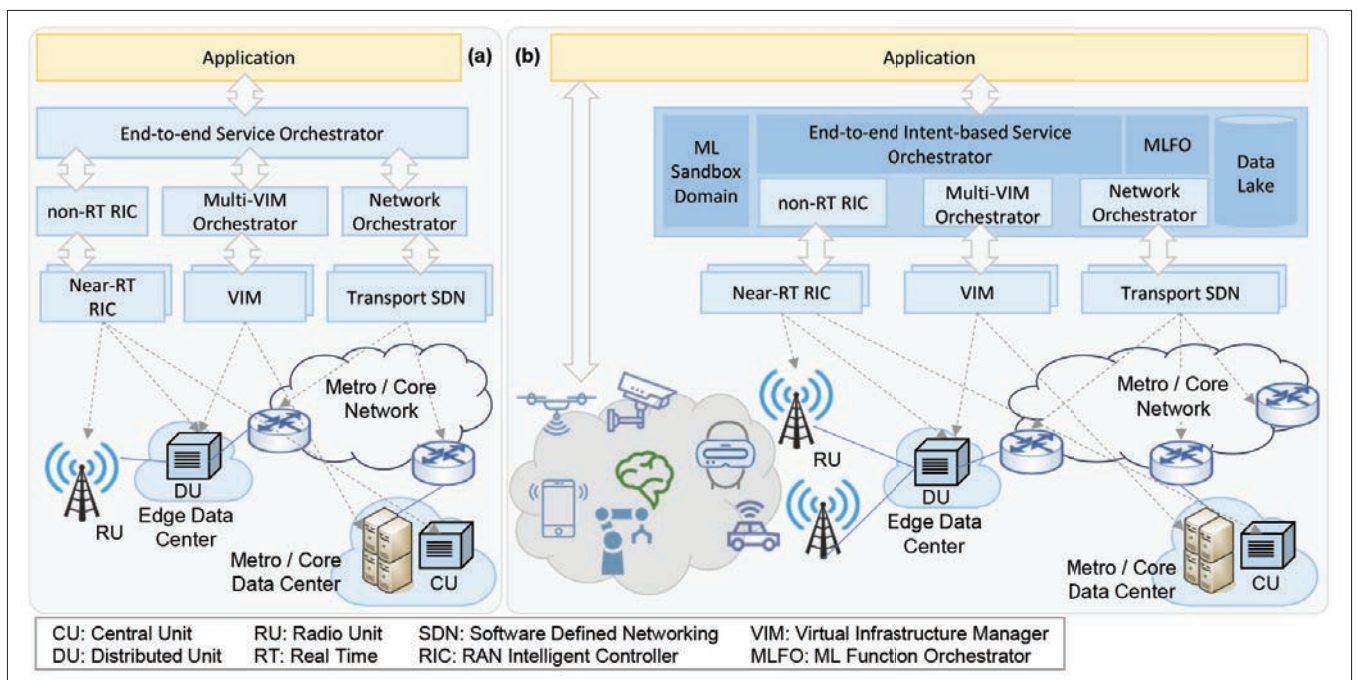 Application
(a)
End-to-end Service Orchestrator
non-RT RIC
Multi-VIM
Orchestrator
Network
Orchestrator
Near-RT
RIC
VIM
Transport SDN
Metro / Core
Network
RU
DU
Edge Data
Center
Metro / Core
Data Center
CU
(b)
Application
ML
Sandbox
Domain
End-to-end Intent-based Service
Orchestrator
MLFO
Data
Lake
non-RT RIC
Multi-VIM
Orchestrator
Network
Orchestrator
Near-RT RIC
VIM
Transport SDN
Metro / Core
Network
RU
DU
Edge Data
Center
Metro / Core
Data Center
CU
CU: Central Unit RU: Radio Unit SDN: Software Defined Networking VIM: Virtual Infrastructure Manager
DU: Distributed Unit RT: Real Time RIC: RAN Intelligent Controller MLFO: ML Function Orchestrator